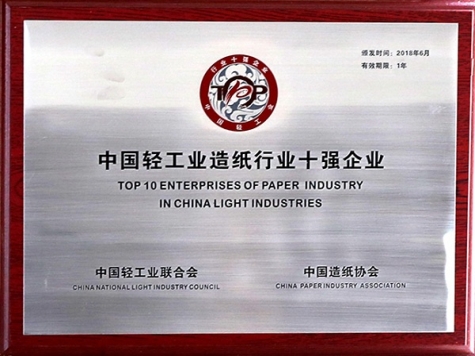 颁发时间：2018年6月
有效期限：1年
行业十强企业
TOP
中国轻工业
中国轻工业造纸行业十强企业
TOP 10 ENTERPRISES OF PAPER INDUSTRY
IN CHINA LIGHT INDUSTRIES
中国轻工业联合会
CHINA NATIONAL LIGHT INDUSTRY COUNCIL
中国造纸协会
CHINA PAPER INDUSTRY ASSOCIATION